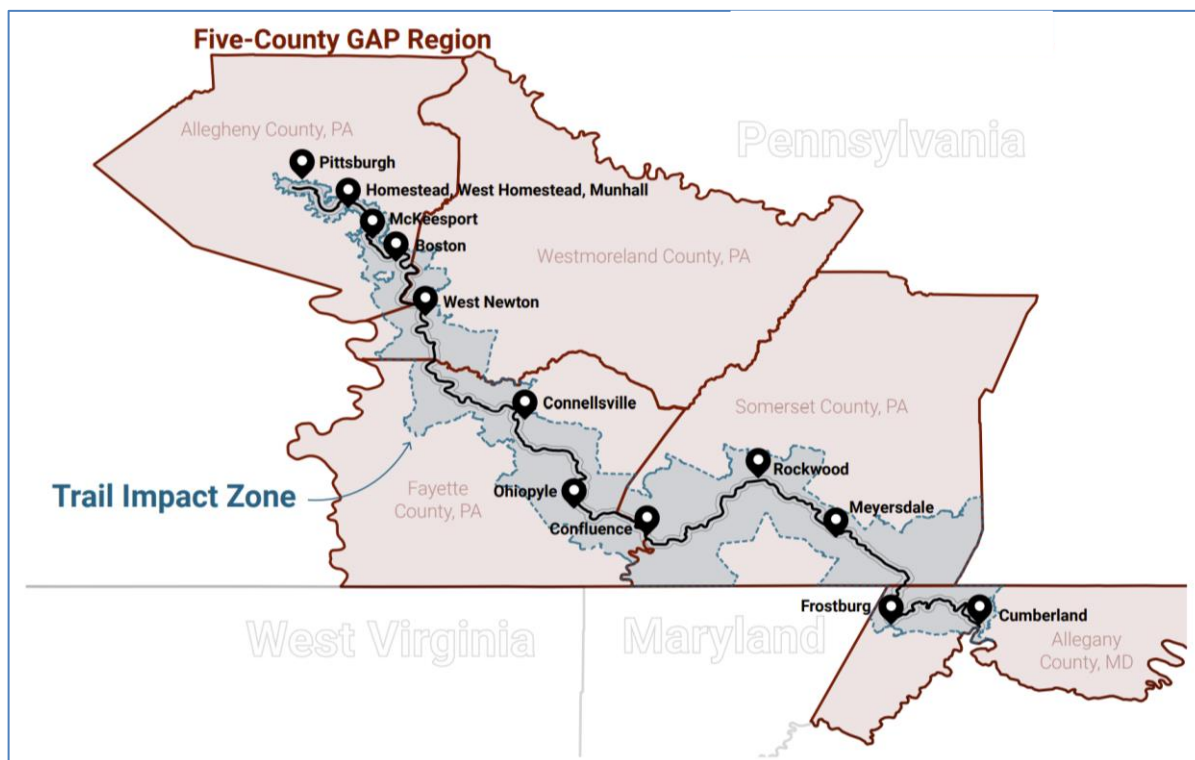 Five-County GAP Region
Allegheny County, PA
Pennsylvania
Pittsburgh
Homestead, West Homestead, Munhall
McKeesport
Boston
Westmoreland County, PA
West Newton
Connellsville
Somerset County, PA
Rockwood
Trail Impact Zone
Fayette
County, PA
Ohiopyle
Meyersdale
Confluence
Frostburg
Cumberland
West Virginia
Maryland
Allegany
County, MD